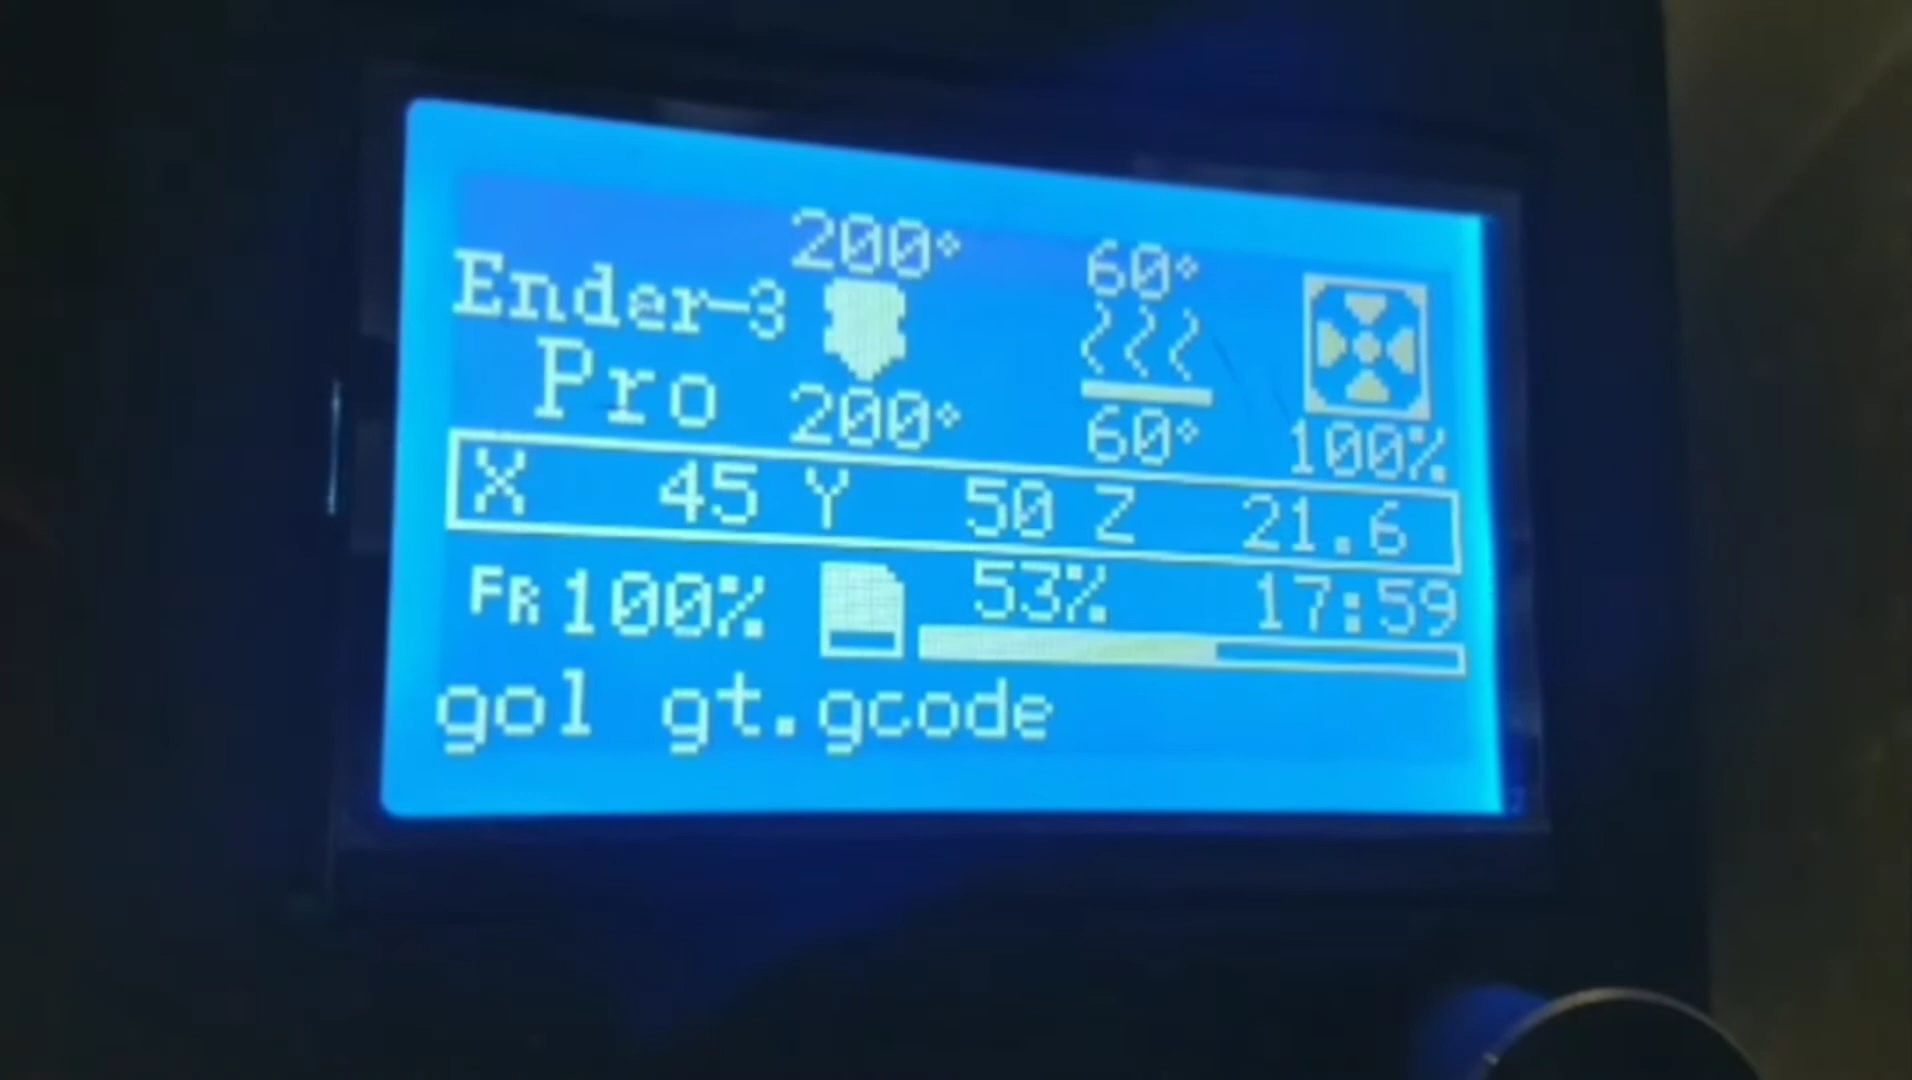 200° 60°
Ender-3
Pro 200° 60° 100%
X 45 Y 50 Z 21.6
FR 100% 53% 17:59
gol gt.gcode